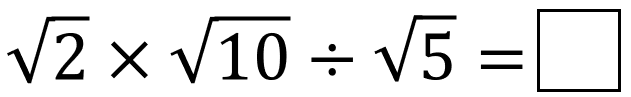 √2 × √10 ÷ √5 = □